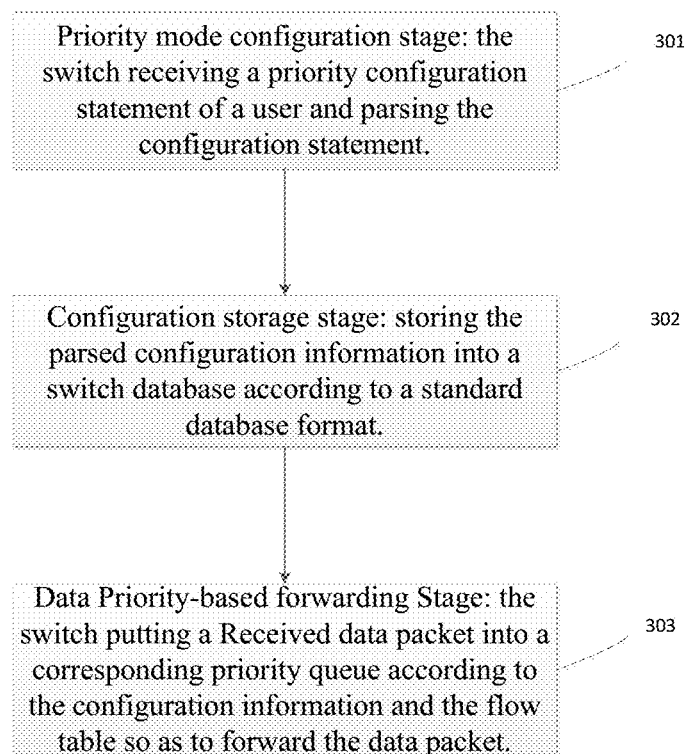 Priority mode configuration stage: the
switch receiving a priority configuration
statement of a user and parsing the
configuration statement.
301
Configuration storage stage: storing the
parsed configuration information into a
switch database according to a standard
database format.
302
Data Priority-based forwarding Stage: the
switch putting a Received data packet into a
corresponding priority queue according to
the configuration information and the flow
table so as to forward the data packet.
303